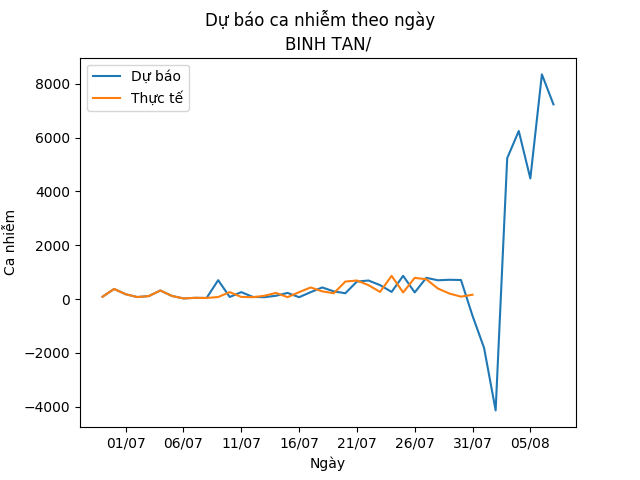 Dự báo ca nhiễm theo ngày
BINH TAN/
Dự báo
Thực tế
Ca nhiễm
8000
6000
4000
2000
0
−2000
−4000
01/07 06/07 11/07 16/07 21/07 26/07 31/07 05/08
Ngày